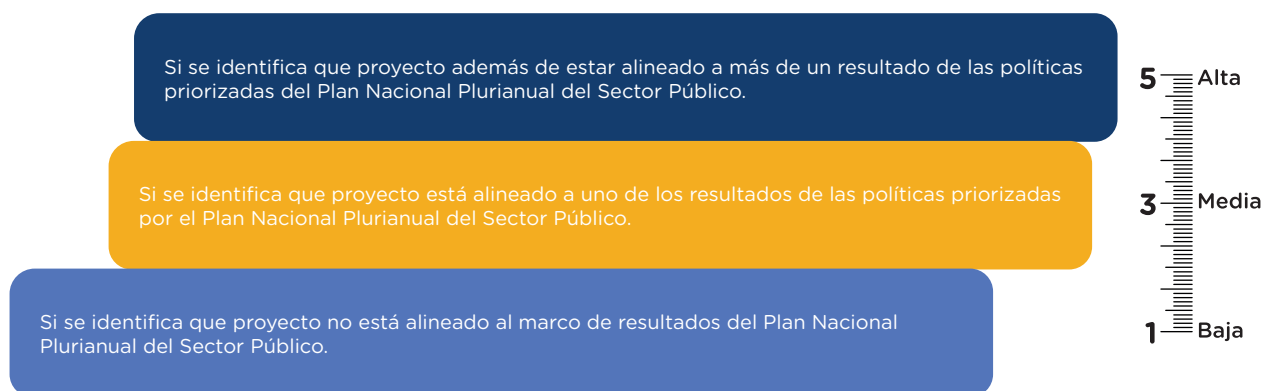 Si se identifica que proyecto además de estar alineado a más de un resultado de las políticas
priorizadas del Plan Nacional Plurianual del Sector Público.
5 Alta
Si se identifica que proyecto está alineado a uno de los resultados de las políticas priorizadas
por el Plan Nacional Plurianual del Sector Público.
3 Media
Si se identifica que proyecto no está alineado al marco de resultados del Plan Nacional
Plurianual del Sector Público.
1 Baja